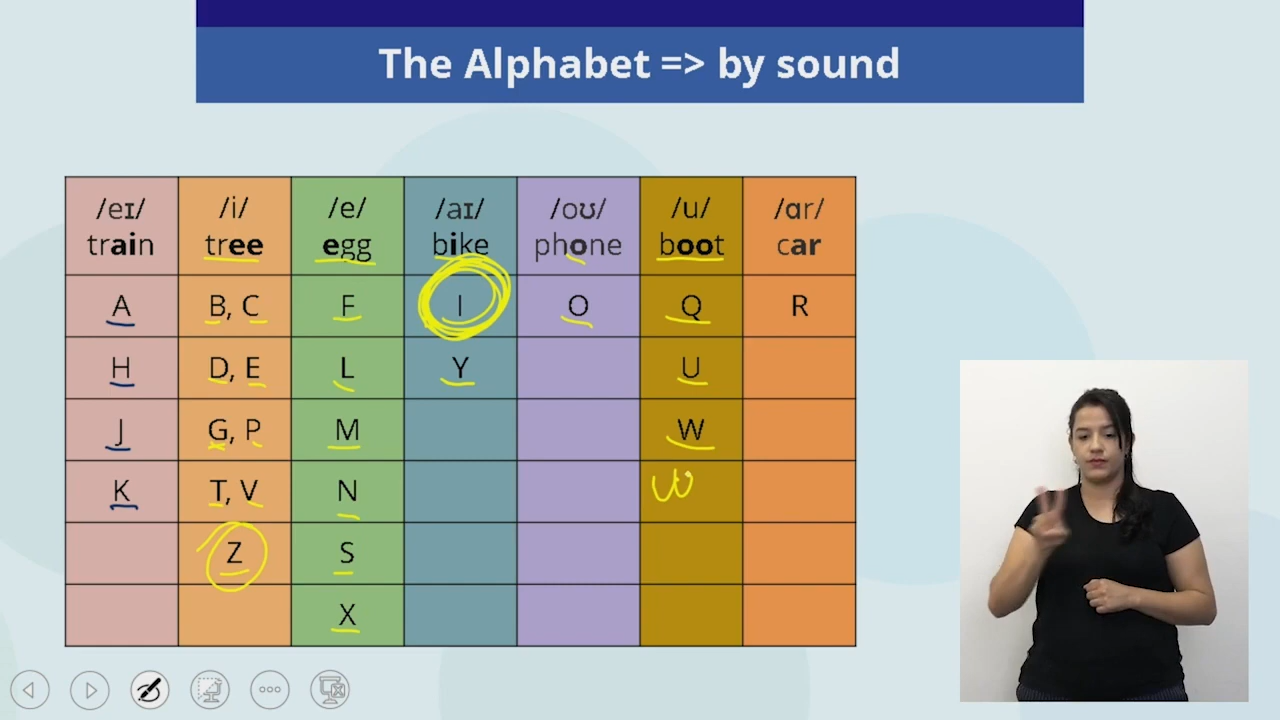 The Alphabet => by sound
/eɪ/ /i/ /e/ /aɪ/ /oʊ/ /u/ /ɑr/
train tree egg bike phone boot car
A B, C F I O Q R
H D, E L Y U
J G, P M W
K T, V N
Z S
X